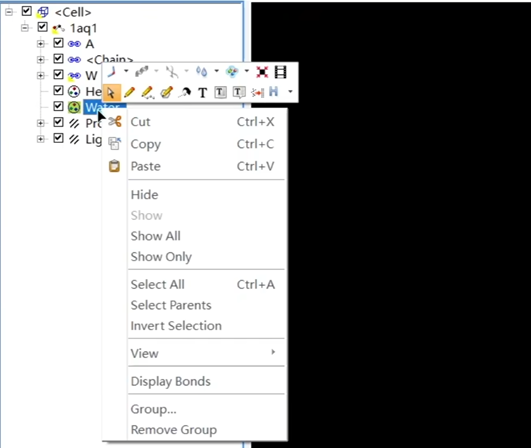 <Cell>
1aq1
A
<Chain>
W
He
Water
Pro
Lig
T
T
T
H
Cut Ctrl+X
Copy Ctrl+C
Paste Ctrl+V
Hide
Show
Show All
Show Only
Select All Ctrl+A
Select Parents
Invert Selection
View
Display Bonds
Group...
Remove Group